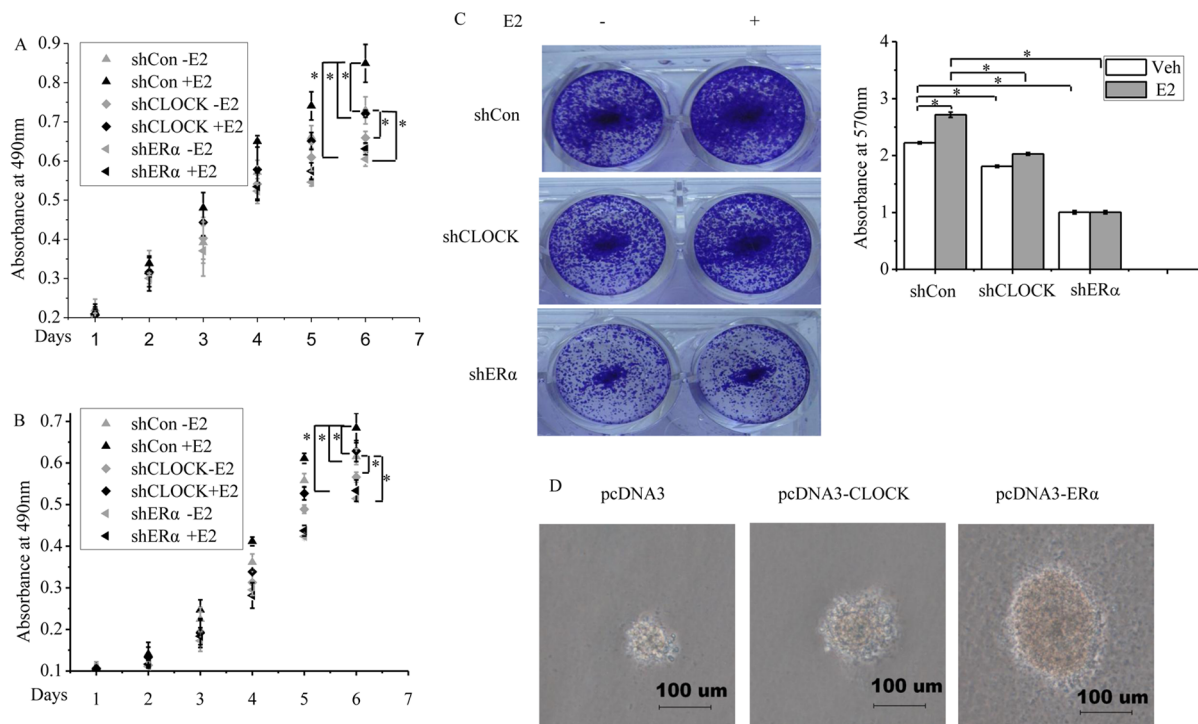 A
0.9
0.8
0.7
0.6
0.5
0.4
0.3
0.2
Absorbance at 490nm
shCon -E2
shCon +E2
shCLOCK -E2
shCLOCK +E2
shERα -E2
shERα +E2
* * *
* *
Days 1 2 3 4 5 6 7
B
0.7
0.6
0.5
0.4
0.3
0.2
0.1
Absorbance at 490nm
shCon -E2
shCon +E2
shCLOCK-E2
shCLOCK+E2
shERα -E2
shERα +E2
* * *
*
*
Days 1 2 3 4 5 6 7
C
E2 - +
shCon
shCLOCK
shERα
4
3
2
1
0
Absorbance at 570nm
Veh
E2
*
*
*
*
*
shCon shCLOCK shERα
D
pcDNA3 pcDNA3-CLOCK pcDNA3-ERα
100 um 100 um 100 um